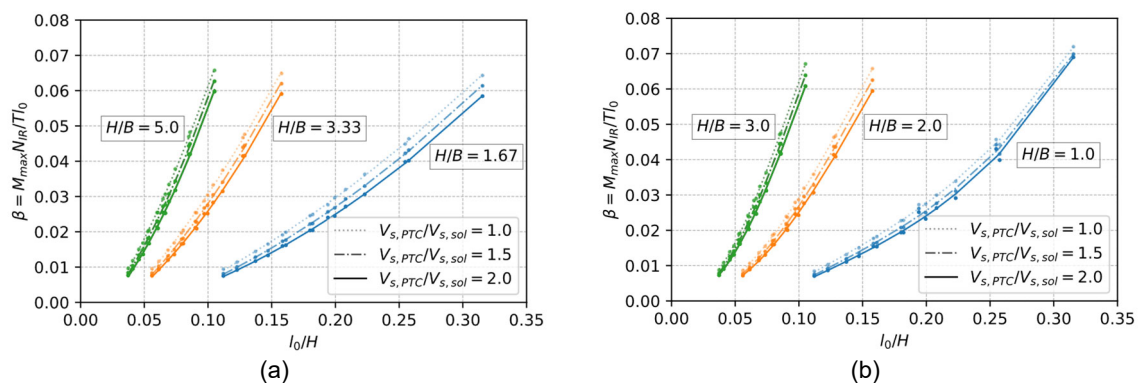 0.08
0.07
0.06
0.05
0.04
0.03
0.02
0.01
0.00
β = M_max N_IR/Tl_0
H/B = 5.0
H/B = 3.33
H/B = 1.67
V_s,PTC/V_s,sol = 1.0
V_s,PTC/V_s,sol = 1.5
V_s,PTC/V_s,sol = 2.0
0.00 0.05 0.10 0.15 0.20 0.25 0.30 0.35
l_0/H
(a)
0.08
0.07
0.06
0.05
0.04
0.03
0.02
0.01
0.00
β = M_max N_IR/Tl_0
H/B = 3.0
H/B = 2.0
H/B = 1.0
V_s,PTC/V_s,sol = 1.0
V_s,PTC/V_s,sol = 1.5
V_s,PTC/V_s,sol = 2.0
0.00 0.05 0.10 0.15 0.20 0.25 0.30 0.35
l_0/H
(b)